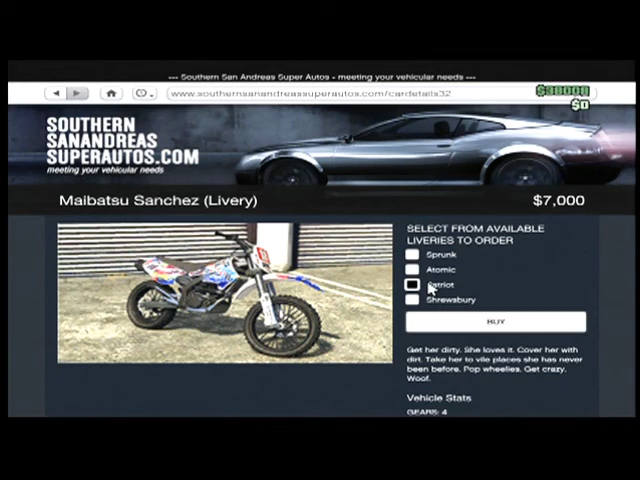 --- Southern San Andreas Super Autos - meeting your vehicular needs ---
www.southernsanandreassuperautos.com/cardetails32
$38008
$0
SOUTHERN
SANANDREAS
SUPERAUTOS.COM
meeting your vehicular needs
Maibatsu Sanchez (Livery)
$7,000
SELECT FROM AVAILABLE
LIVERIES TO ORDER
Sprunk
Atomic
Patriot
Shrewsbury
BUY
Get her dirty. She loves it. Cover her with
dirt. Take her to vile places she has never
been before. Pop wheelies. Get crazy.
Woof.
Vehicle Stats
GEARS: 4